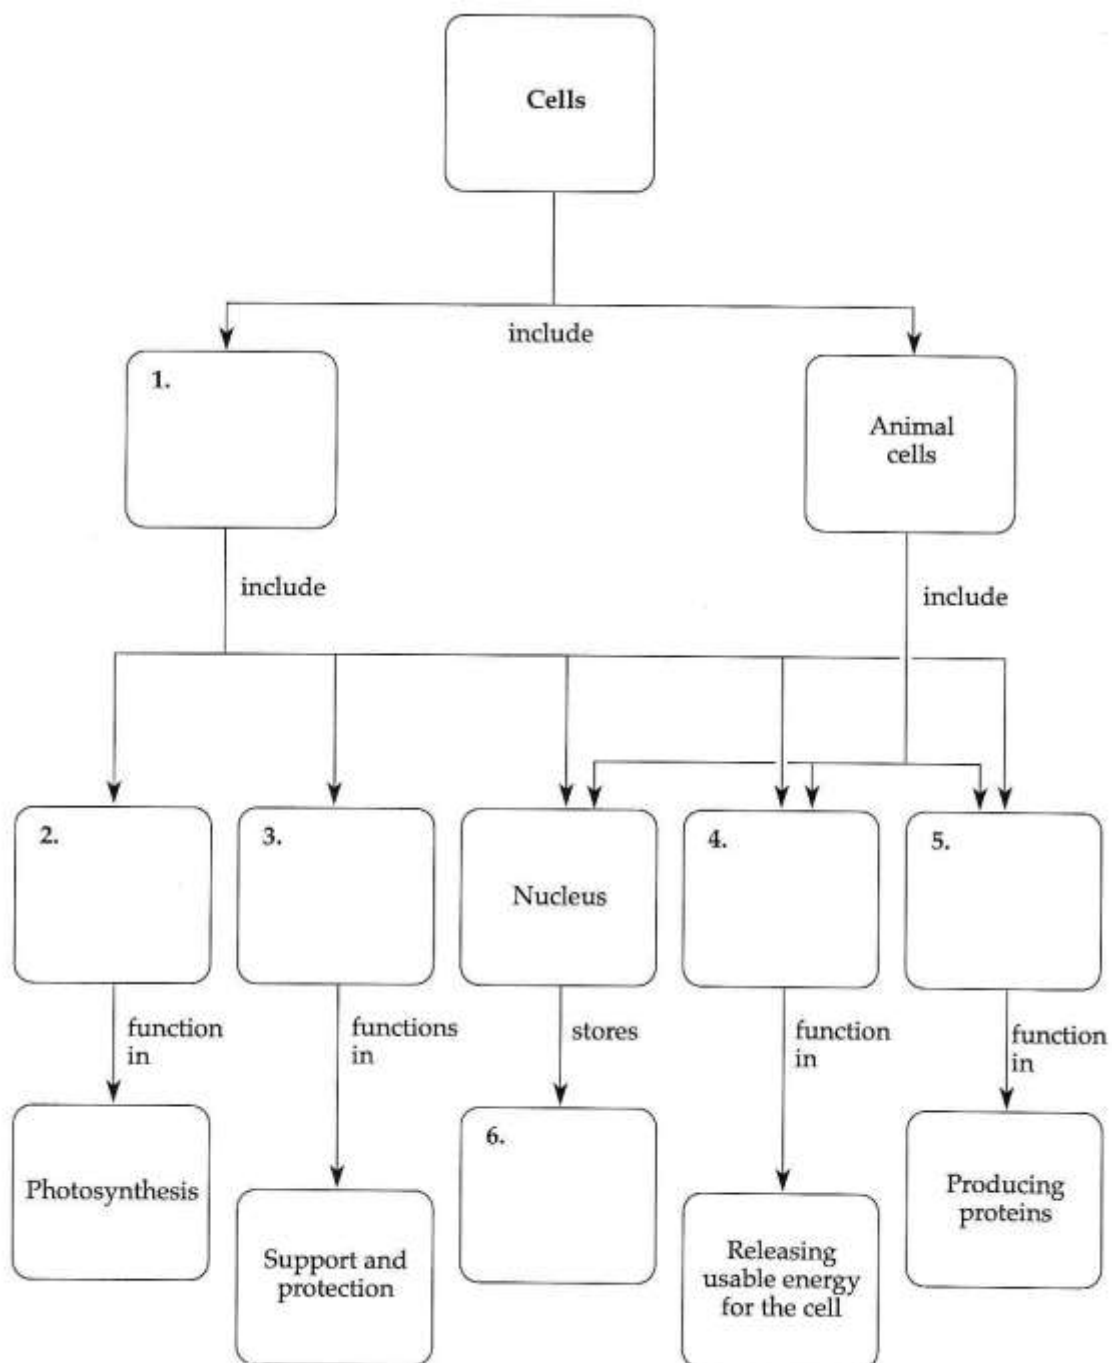 Cells
include
1.
Animal
cells
include
include
2.
3.
Nucleus
4.
5.
function
in
functions
in
stores
function
in
function
in
Photosynthesis
Support and
protection
6.
Releasing
usable energy
for the cell
Producing
proteins